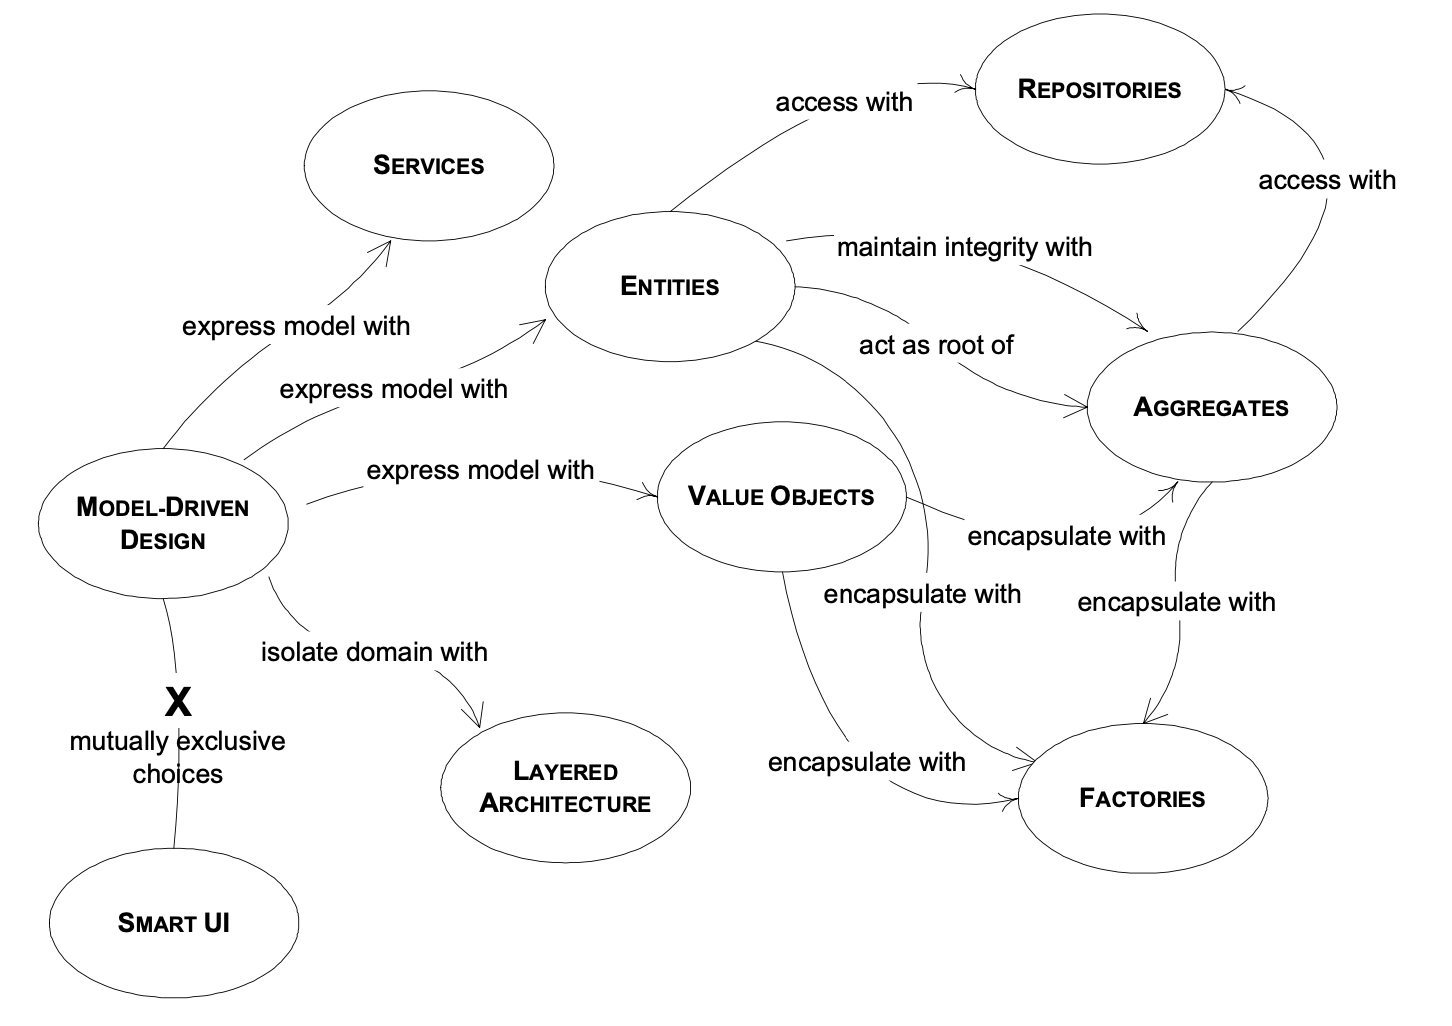 REPOSITORIES
access with
SERVICES
access with
maintain integrity with
ENTITIES
express model with
act as root of
express model with
AGGREGATES
express model with
VALUE OBJECTS
MODEL-DRIVEN
DESIGN
encapsulate with
encapsulate with
encapsulate with
isolate domain with
X
mutually exclusive
choices
encapsulate with
LAYERED
ARCHITECTURE
FACTORIES
SMART UI